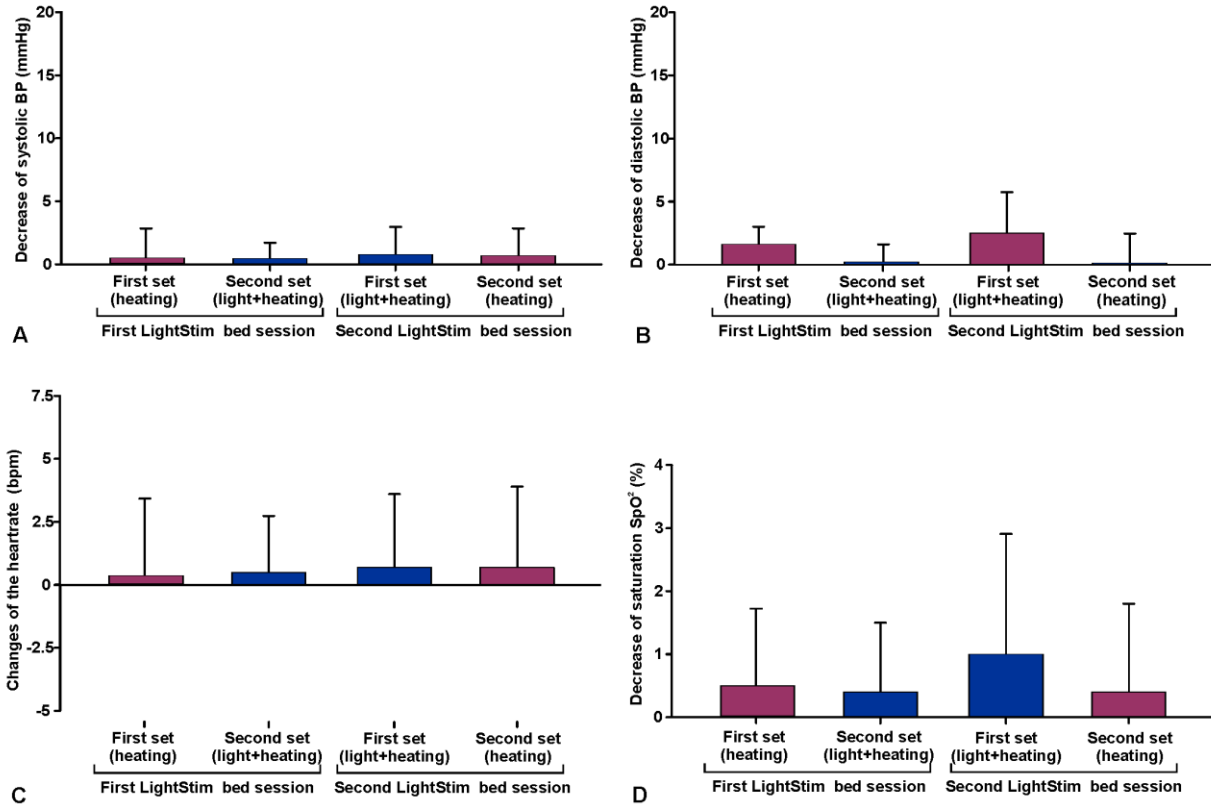 Decrease of systolic BP (mmHg)
20
15
10
5
0
First set
(heating)
Second set
(light+heating)
First set
(light+heating)
Second set
(heating)
First LightStim bed session
Second LightStim bed session
A
Decrease of diastolic BP (mmHg)
20
15
10
5
0
First set
(heating)
Second set
(light+heating)
First set
(light+heating)
Second set
(heating)
First LightStim bed session
Second LightStim bed session
B
Changes of the heartrate (bpm)
7.5
5
2.5
0
-2.5
-5
First set
(heating)
Second set
(light+heating)
First set
(light+heating)
Second set
(heating)
First LightStim bed session
Second LightStim bed session
C
Decrease of saturation SpO² (%)
4
3
2
1
0
First set
(heating)
Second set
(light+heating)
First set
(light+heating)
Second set
(heating)
First LightStim bed session
Second LightStim bed session
D